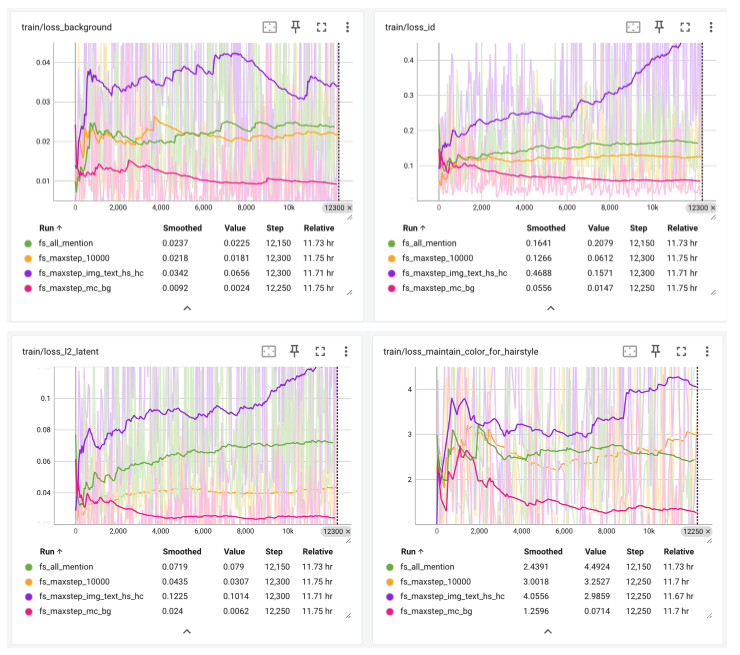 train/loss_background
0.04
0.03
0.02
0.01
0 2,000 4,000 6,000 8,000 10k 12300 ×
Run ↑ Smoothed Value Step Relative
fs_all_mention 0.0237 0.0225 12,150 11.73 hr
fs_maxstep_10000 0.0218 0.0181 12,300 11.75 hr
fs_maxstep_img_text_hs_hc 0.0342 0.0656 12,300 11.71 hr
fs_maxstep_mc_bg 0.0092 0.0024 12,250 11.75 hr
train/loss_id
0.4
0.3
0.2
0.1
0 2,000 4,000 6,000 8,000 10k 12300 ×
Run ↑ Smoothed Value Step Relative
fs_all_mention 0.1641 0.2079 12,150 11.73 hr
fs_maxstep_10000 0.1266 0.0612 12,300 11.75 hr
fs_maxstep_img_text_hs_hc 0.4688 0.1571 12,300 11.71 hr
fs_maxstep_mc_bg 0.0556 0.0147 12,250 11.75 hr
train/loss_l2_latent
0.1
0.08
0.06
0.04
0 2,000 4,000 6,000 8,000 10k 12300 ×
Run ↑ Smoothed Value Step Relative
fs_all_mention 0.0719 0.079 12,150 11.73 hr
fs_maxstep_10000 0.0435 0.0307 12,300 11.75 hr
fs_maxstep_img_text_hs_hc 0.1225 0.1014 12,300 11.71 hr
fs_maxstep_mc_bg 0.024 0.0062 12,250 11.75 hr
train/loss_maintain_color_for_hairstyle
4
3
2
0 2,000 4,000 6,000 8,000 10k 12250 ×
Run ↑ Smoothed Value Step Relative
fs_all_mention 2.4391 4.4924 12,150 11.73 hr
fs_maxstep_10000 3.0018 3.2527 12,250 11.7 hr
fs_maxstep_img_text_hs_hc 4.0556 2.9859 12,250 11.67 hr
fs_maxstep_mc_bg 1.2596 0.0714 12,250 11.7 hr